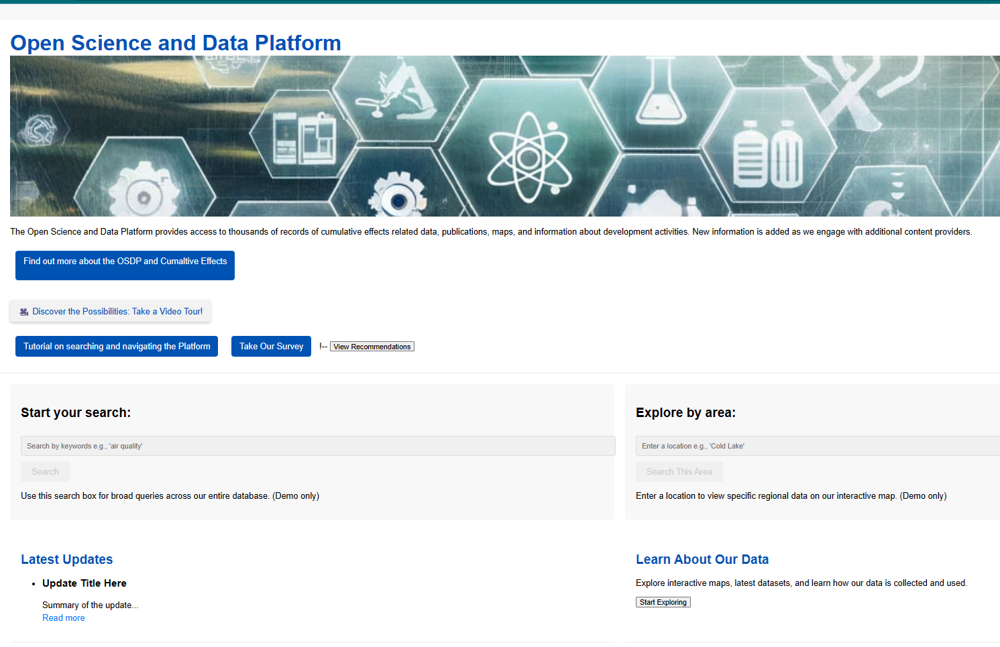 Open Science and Data Platform
The Open Science and Data Platform provides access to thousands of records of cumulative effects related data, publications, maps, and information about development activities. New information is added as we engage with additional content providers.
Find out more about the OSDP and Cumaltive Effects
Discover the Possibilities: Take a Video Tour!
Tutorial on searching and navigating the Platform Take Our Survey !-- View Recommendations
Start your search:
Search by keywords e.g., 'air quality'
Search
Use this search box for broad queries across our entire database. (Demo only)
Explore by area:
Enter a location e.g., 'Cold Lake'
Search This Area
Enter a location to view specific regional data on our interactive map. (Demo only)
Latest Updates
• Update Title Here
Summary of the update...
Read more
Learn About Our Data
Explore interactive maps, latest datasets, and learn how our data is collected and used.
Start Exploring